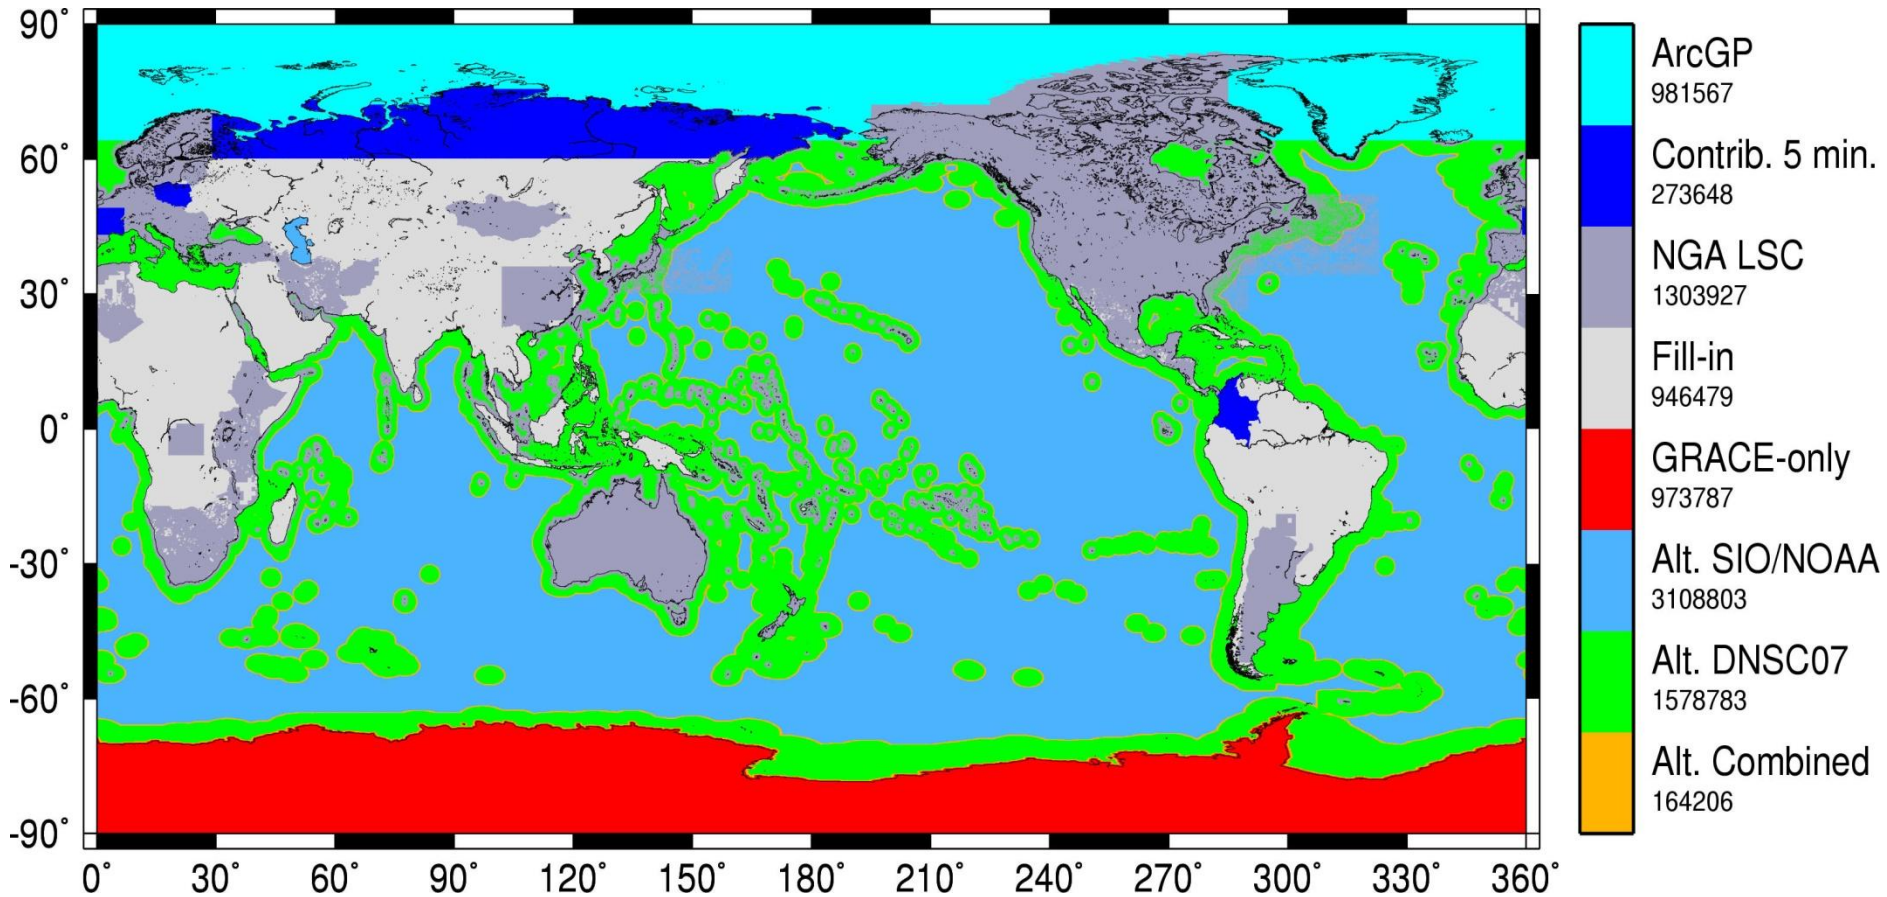 90°
60°
30°
0°
-30°
-60°
-90°
0° 30° 60° 90° 120° 150° 180° 210° 240° 270° 300° 330° 360°
ArcGP
981567
Contrib. 5 min.
273648
NGA LSC
1303927
Fill-in
946479
GRACE-only
973787
Alt. SIO/NOAA
3108803
Alt. DNSC07
1578783
Alt. Combined
164206